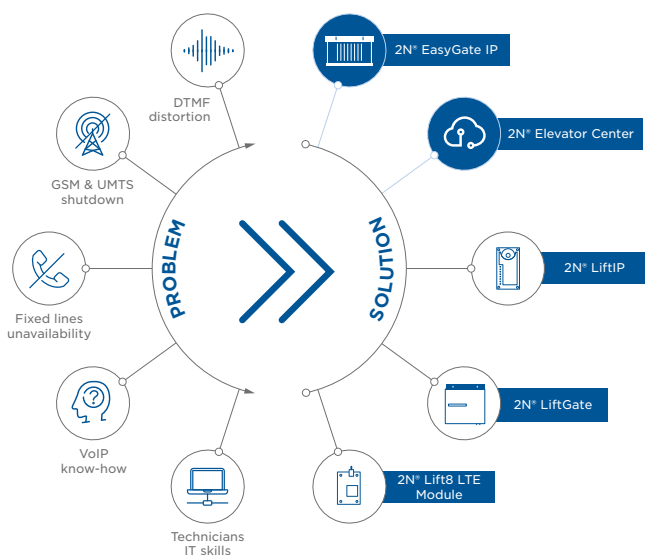 DTMF
distortion
GSM & UMTS
shutdown
Fixed lines
unavailability
VoIP
know-how
Technicians
IT skills
PROBLEM
SOLUTION
2N® EasyGate IP
2N® Elevator Center
2N® LiftIP
2N® LiftGate
2N® Lift8 LTE
Module